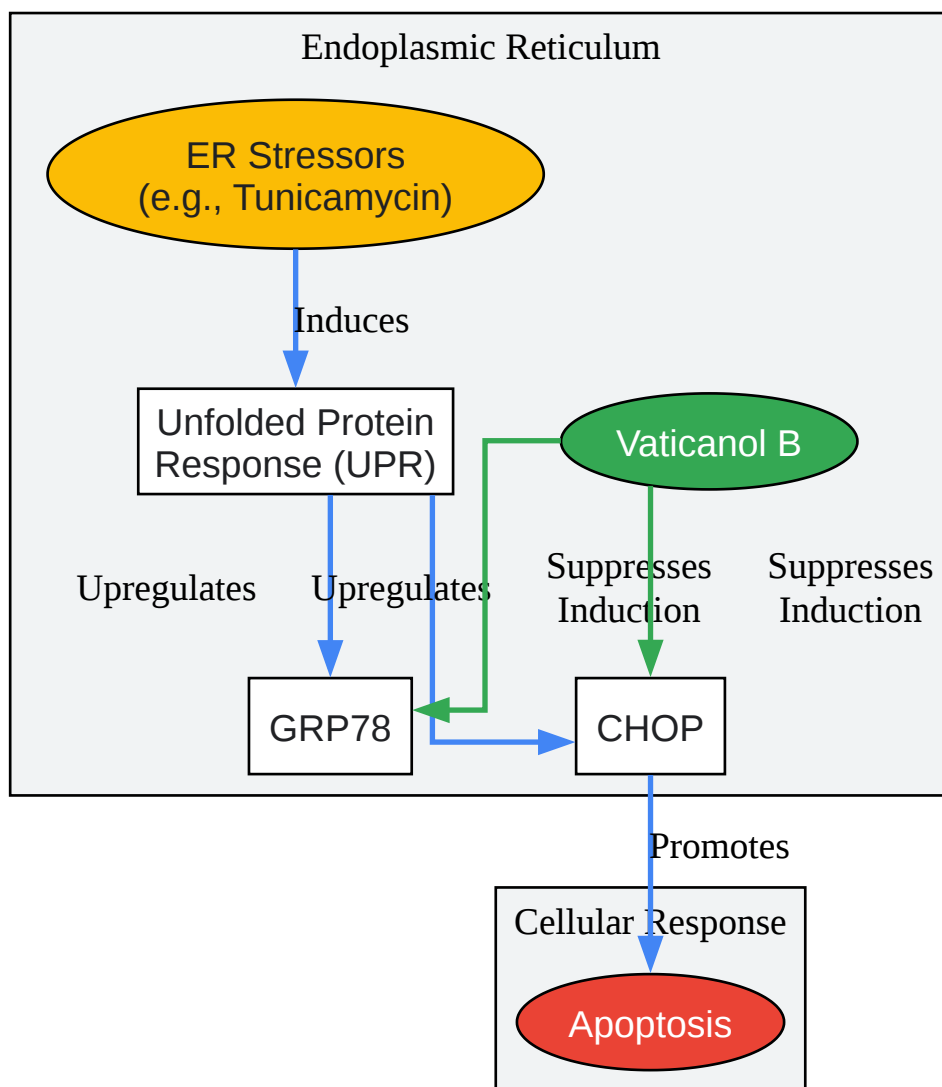 Endoplasmic Reticulum
ER Stressors
(e.g., Tunicamycin)
Induces
Unfolded Protein
Response (UPR)
Vaticanol B
Upregulates
Upregulates
Suppresses
Induction
Suppresses
Induction
GRP78
CHOP
Promotes
Cellular Response
Apoptosis